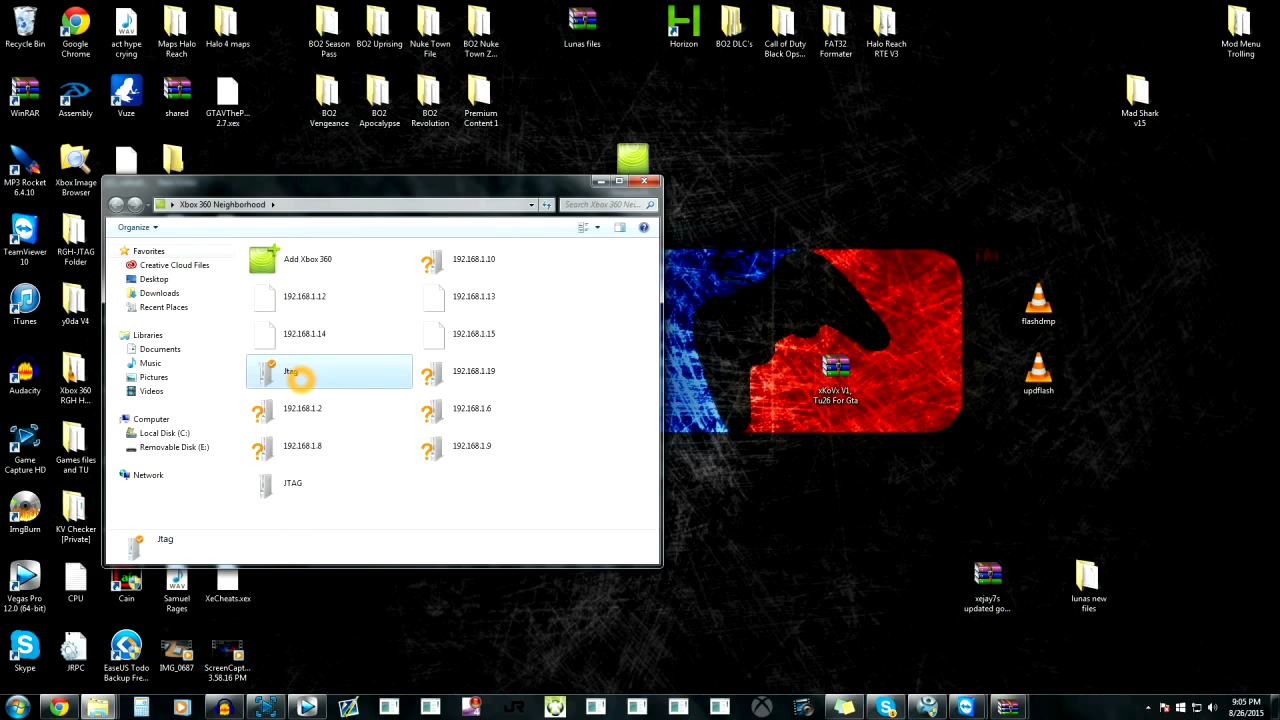 Recycle Bin
Google
Chrome
act hype
crying
Maps Halo
Reach
Halo 4 maps
BO2 Season
Pass
BO2 Uprising
Nuke Town
File
BO2 Nuke
Town Z...
Lunas files
Horizon
BO2 DLC's
Call of Duty
Black Ops...
FAT32
Formater
Halo Reach
RTE V3
Mod Menu
Trolling
WinRAR
Assembly
Vuze
shared
GTAVTheP...
2.7.xex
BO2
Vengeance
BO2
Apocalypse
BO2
Revolution
Premium
Content 1
Mad Shark
v15
MP3 Rocket
6.4.10
Xbox Image
Browser
TeamViewer
10
RGH-JTAG
Folder
iTunes
y0da V4
Audacity
Xbox 360
RGH H...
Game
Capture HD
Games files
and TU
ImgBurn
KV Checker
[Private]
Vegas Pro
12.0 (64-bit)
CPU
Cain
Samuel
Rages
XeCheats.xex
Skype
JRPC
EaseUS Todo
Backup Fre...
IMG_0687
ScreenCapt...
3.58.16 PM
Xbox 360 Neighborhood
Search Xbox 360 Nei...
Organize
Favorites
Creative Cloud Files
Desktop
Downloads
Recent Places
Libraries
Documents
Music
Pictures
Videos
Computer
Local Disk (C:)
Removable Disk (E:)
Network
Add Xbox 360
192.168.1.10
192.168.1.12
192.168.1.13
192.168.1.14
192.168.1.15
Jtag
192.168.1.19
192.168.1.2
192.168.1.6
192.168.1.8
192.168.1.9
JTAG
Jtag
flashdmp
updflash
xKoVx V1,
Tu26 For Gta
xejay7s
updated go...
lunas new
files
9:05 PM
8/26/2015